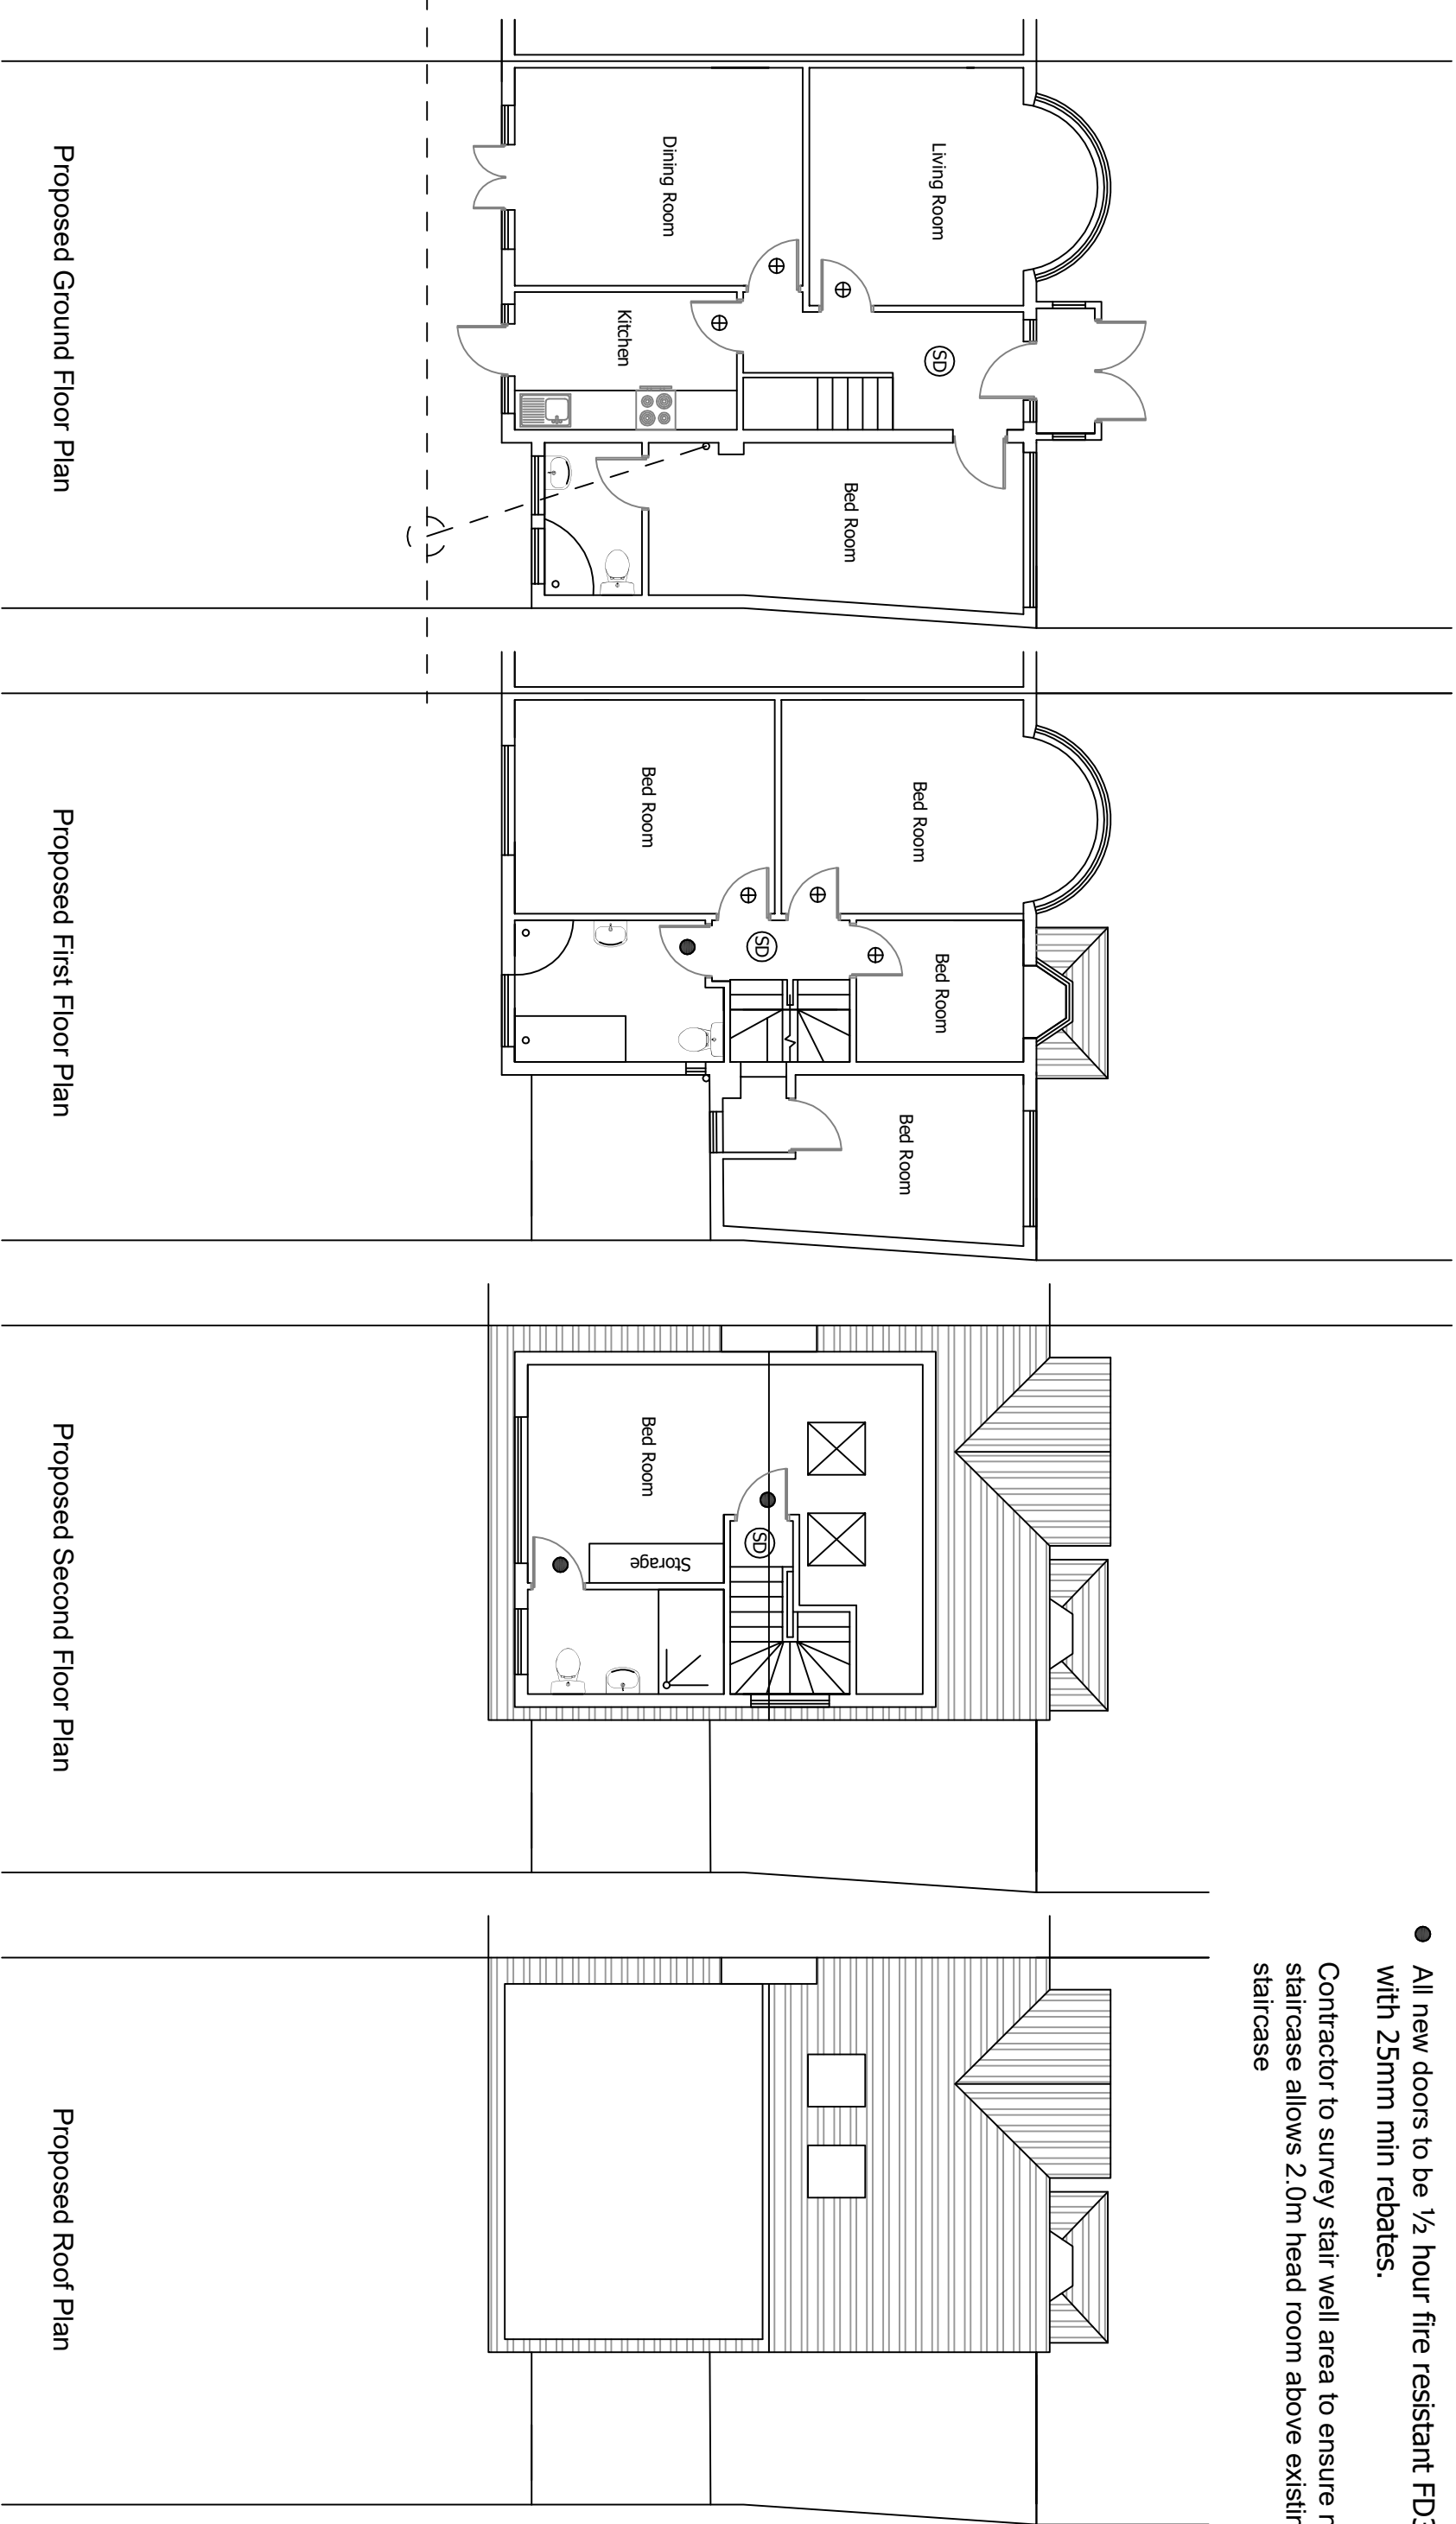 All new doors to be ½ hour fire resistant
with 25mm min rebates.
Contractor to survey stair well area to ensure
staircase allows 2.0m head room above
staircase
Living Room
Dining Room
Kitchen
SD
Bed Room
Proposed Ground Floor Plan
Bed Room
Bed Room
Bed Room
SD
Bed Room
Proposed First Floor Plan
Bed Room
SD
Storage
Proposed Second Floor Plan
Proposed Roof Plan